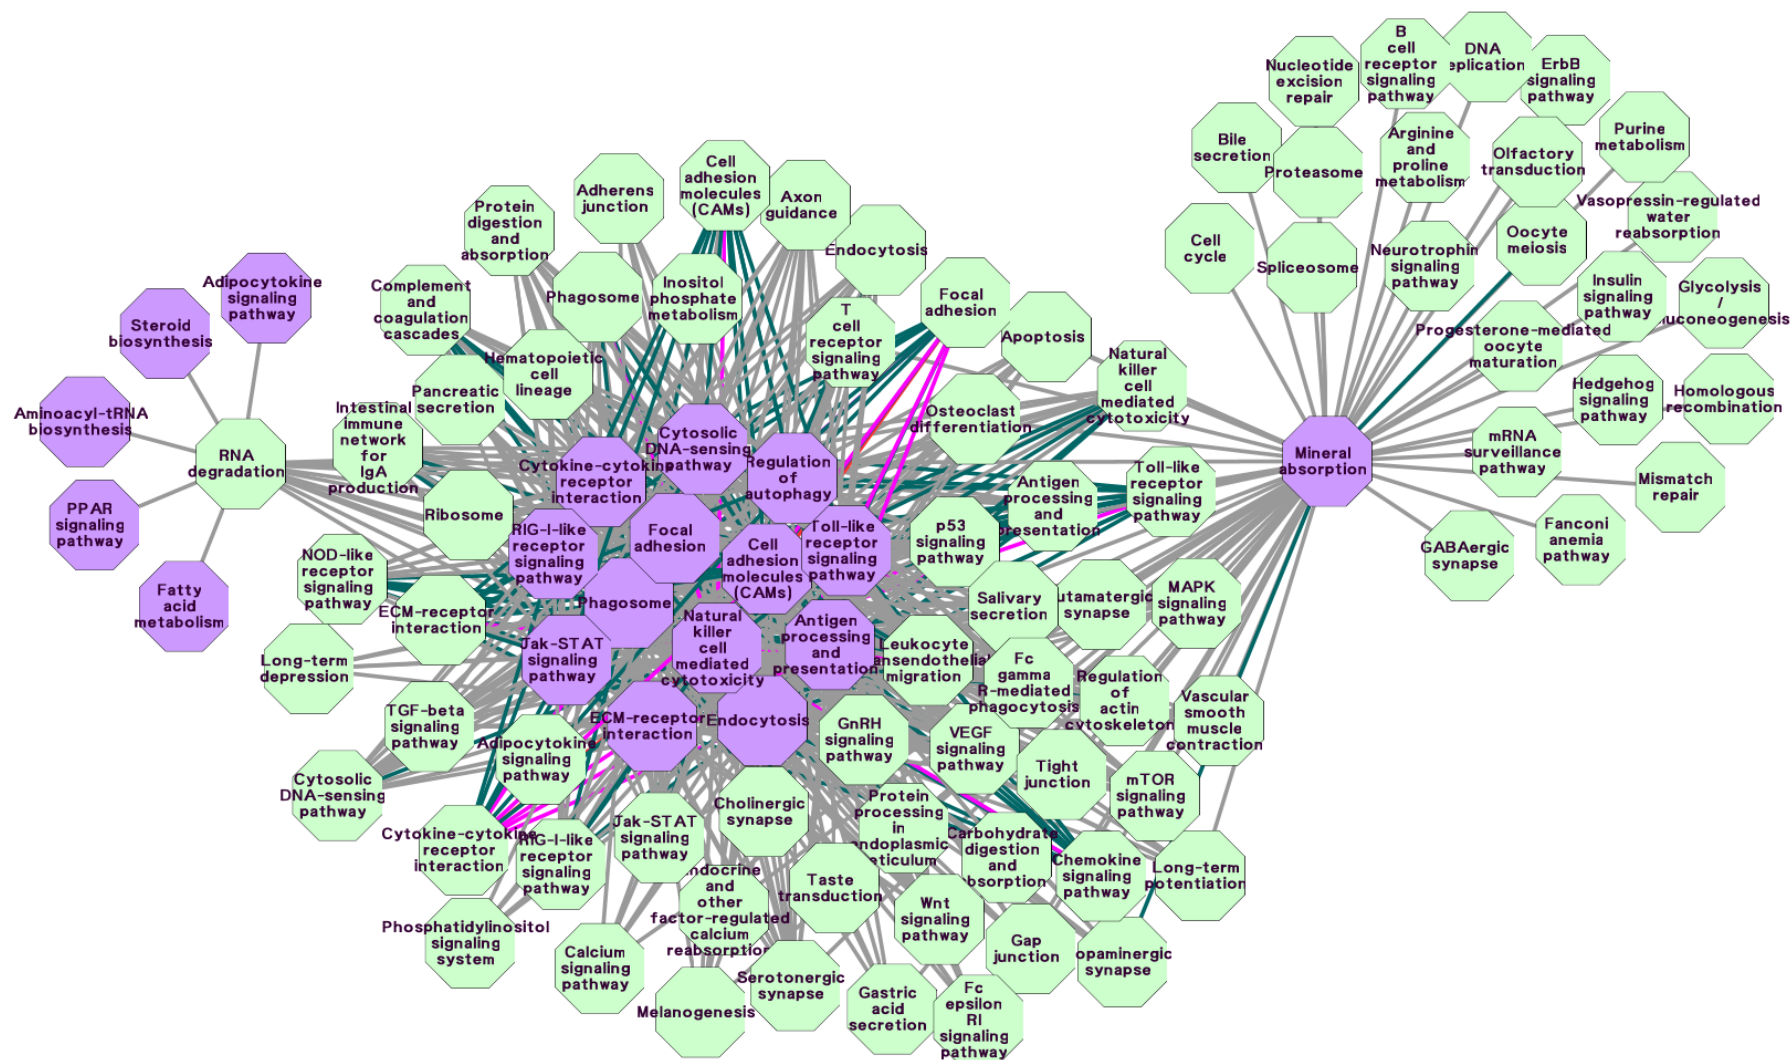 B
cell
receptor
signaling
pathway
DNA
eplication
Nucleotide
excision
repair
ErbB
signaling
pathway
Purine
metabolism
Bile
secretion
Proteasome
Arginine
and
proline
metabolism
Olfactory
transduction
Vasopressin-regulated
water
reabsorption
Cell
cycle
Spliceosome
Neurotrophin
signaling
pathway
Oocyte
meiosis
Insulin
signaling
pathway
Glycolysis
/
uconeogenesis
Progesterone-mediated
oocyte
maturation
Hedgehog
signaling
pathway
Homologous
recombination
Mineral
absorption
mRNA
surveillance
pathway
Mismatch
repair
GABAergic
synapse
Fanconi
anemia
pathway
Cell
adhesion
molecules
(CAMs)
Adherens
junction
Axon
guidance
Protein
digestion
and
absorption
Endocytosis
Phagosome
Inositol
phosphate
metabolism
Complement
and
coagulation
cascades
T
cell
receptor
signaling
pathway
Focal
adhesion
Apoptosis
Natural
killer
cell
mediated
cytotoxicity
Hematopoietic
cell
lineage
Pancreatic
secretion
Osteoclast
differentiation
Intestinal
immune
network
for
IgA
production
Adipocytokine
signaling
pathway
Steroid
biosynthesis
Aminoacyl-tRNA
biosynthesis
RNA
degradation
PPAR
signaling
pathway
Fatty
acid
metabolism
Cytosolic
DNA-sensing
pathway
Cytokine-cytokine
receptor
interaction
Regulation
of
autophagy
Antigen
processing
and
presentation
Toll-like
receptor
signaling
pathway
Ribosome
RIG-I-like
receptor
signaling
pathway
Focal
adhesion
Cell
adhesion
molecules
(CAMs)
Toll-like
receptor
signaling
pathway
p53
signaling
pathway
NOD-like
receptor
signaling
pathway
ECM-receptor
interaction
Phagosome
Salivary
secretion
utamatergic
synapse
MAPK
signaling
pathway
Long-term
depression
Jak-STAT
signaling
pathway
Natural
killer
cell
mediated
cytotoxicity
Antigen
processing
and
presentation
Leukocyte
ansendothelial
migration
Fc
gamma
R-mediated
phagocytosis
Regulation
of
actin
cytoskeleton
Vascular
smooth
muscle
contraction
TGF-beta
signaling
pathway
Adipocytokine
signaling
pathway
ECM-receptor
interaction
Endocytosis
GnRH
signaling
pathway
VEGF
signaling
pathway
Tight
junction
mTOR
signaling
pathway
Cytosolic
DNA-sensing
pathway
Cytokine-cytokine
receptor
interaction
RIG-I-like
receptor
signaling
pathway
Jak-STAT
signaling
pathway
Cholinergic
synapse
Protein
processing
in
endoplasmic
eticulum
Carbohydrate
digestion
and
absorption
Chemokine
signaling
pathway
Long-term
potentiation
Phosphatidylinositol
signaling
system
Calcium
signaling
pathway
ndocrine
and
other
factor-regulated
calcium
reabsorption
Taste
transduction
Wnt
signaling
pathway
Gap
junction
opaminergic
synapse
Melanogenesis
Serotonergic
synapse
Gastric
acid
secretion
Fc
epsilon
RI
signaling
pathway